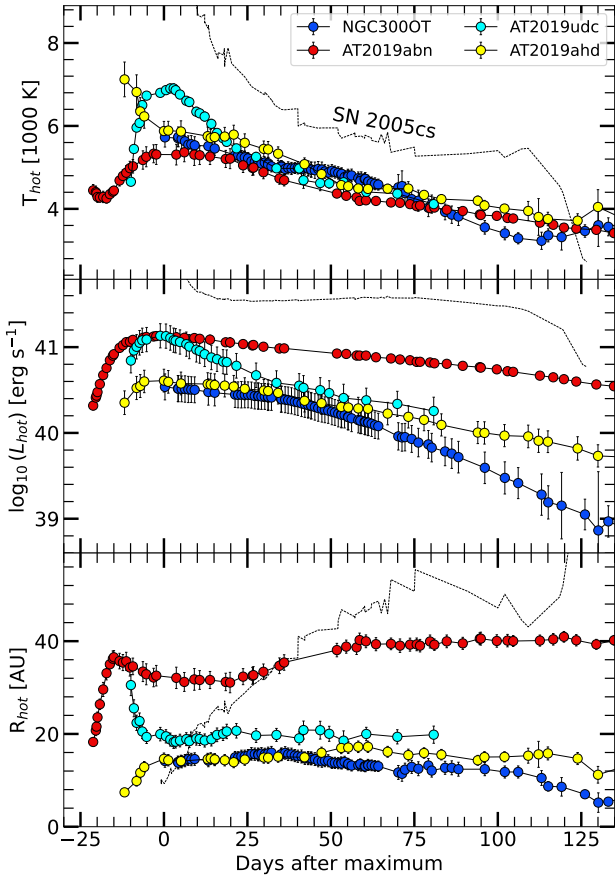 NGC300OT
AT2019udc
AT2019abn
AT2019ahd
SN 2005cs
T_hot [1000 K]
8
6
4
log₁₀(L_hot) [erg s⁻¹]
41
40
39
R_hot [AU]
40
20
0
−25 0 25 50 75 100 125
Days after maximum